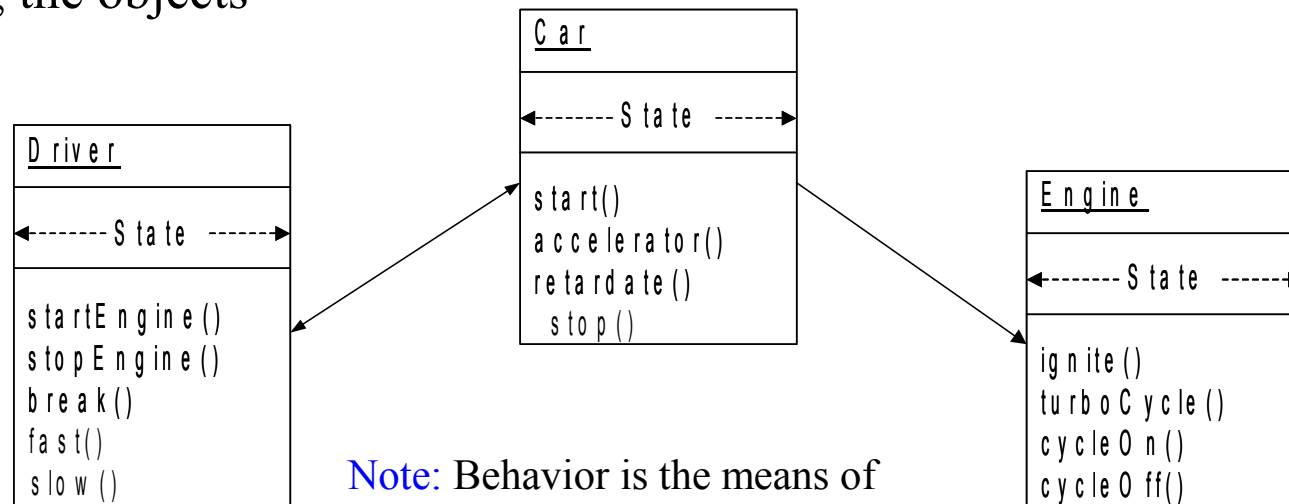 the objects
Car
State
start()
accelerator()
retardate()
stop()
Driver
State
startEngine()
stopEngine()
break()
fast()
slow()
Engine
State
ignite()
turboCycle()
cycleOn()
cycleOff()
Note: Behavior is the means of